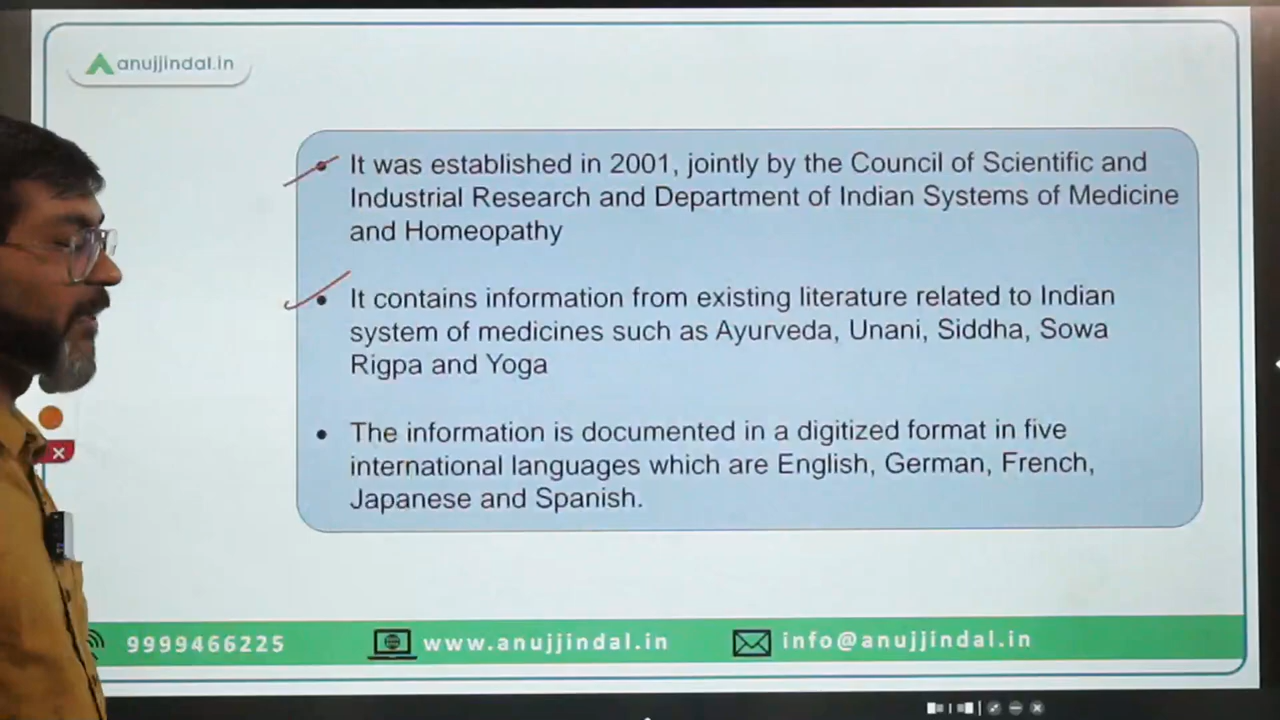 anujjindal.in
• It was established in 2001, jointly by the Council of Scientific and
Industrial Research and Department of Indian Systems of Medicine
and Homeopathy
• It contains information from existing literature related to Indian
system of medicines such as Ayurveda, Unani, Siddha, Sowa
Rigpa and Yoga
• The information is documented in a digitized format in five
international languages which are English, German, French,
Japanese and Spanish.
9999466225 www.anujjindal.in info@anujjindal.in